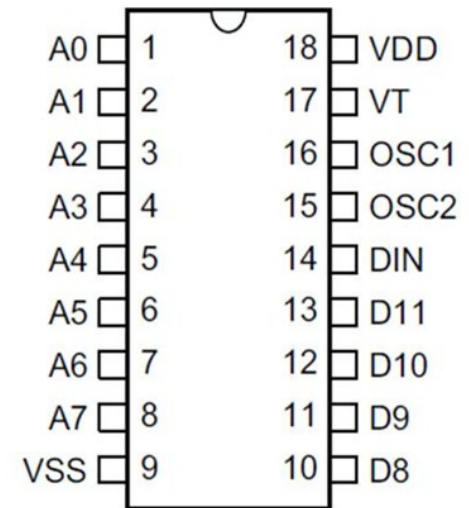 A0 1 18 VDD
A1 2 17 VT
A2 3 16 OSC1
A3 4 15 OSC2
A4 5 14 DIN
A5 6 13 D11
A6 7 12 D10
A7 8 11 D9
VSS 9 10 D8